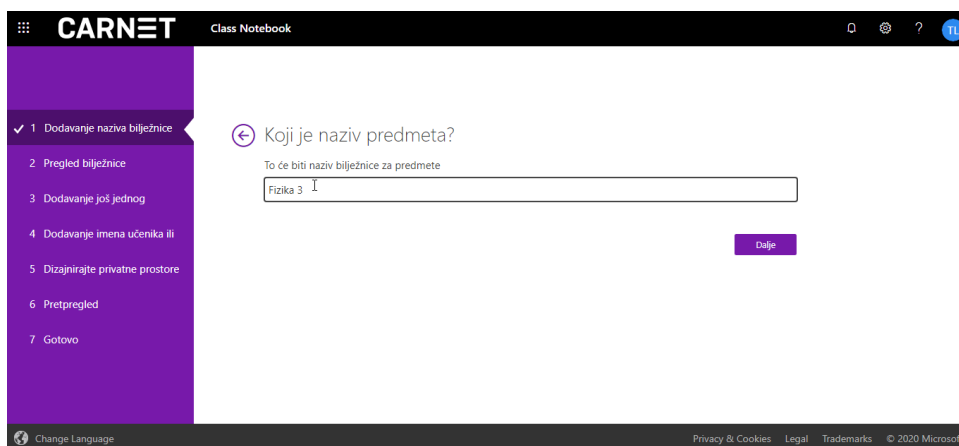 CARNET Class Notebook ? TL
1 Dodavanje naziva bilježnice
2 Pregled bilježnice
3 Dodavanje još jednog
4 Dodavanje imena učenika ili
5 Dizajnirajte privatne prostore
6 Pretpregled
7 Gotovo
Koji je naziv predmeta?
To će biti naziv bilježnice za predmete
Fizika 3
Dalje
Change Language Privacy & Cookies Legal Trademarks © 2020 Microsof